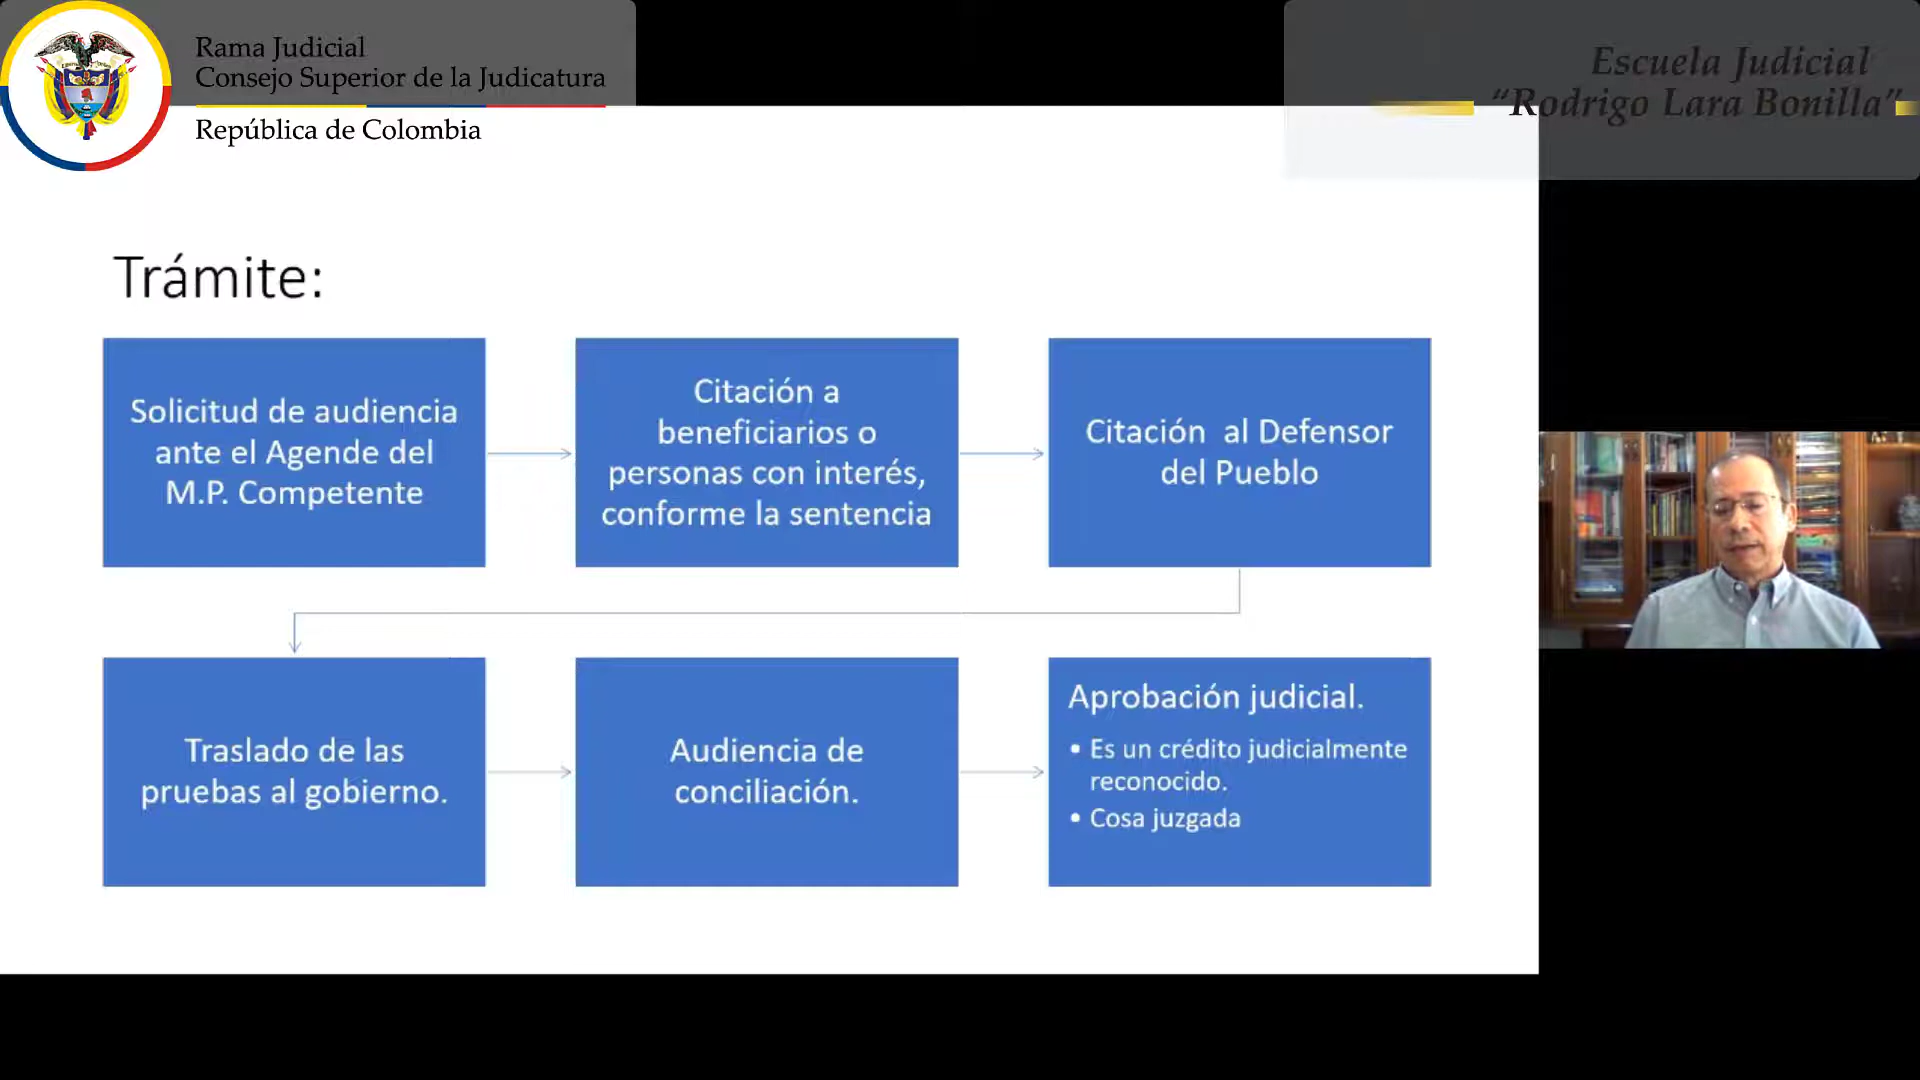 Rama Judicial
Consejo Superior de la Judicatura
República de Colombia
Escuela Judicial
“Rodrigo Lara Bonilla”
Trámite:
Solicitud de audiencia
ante el Agende del
M.P. Competente
Citación a
beneficiarios o
personas con interés,
conforme la sentencia
Citación al Defensor
del Pueblo
Traslado de las
pruebas al gobierno.
Audiencia de
conciliación.
Aprobación judicial.
• Es un crédito judicialmente
reconocido.
• Cosa juzgada